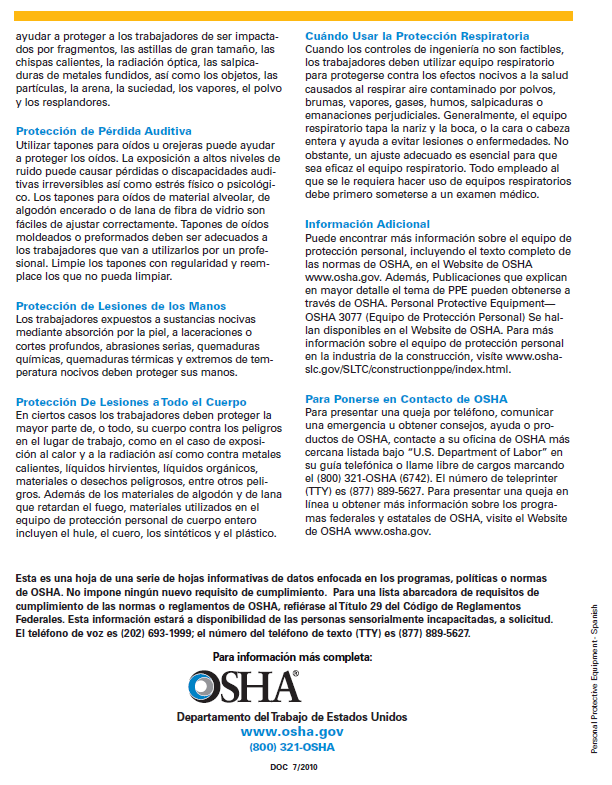 ayudar a proteger a los trabajadores de ser impacta-
dos por fragmentos, las astillas de gran tamaño, las
chispas calientes, la radiación óptica, las salpica-
duras de metales fundidos, así como los objetos, las
partículas, la arena, la suciedad, los vapores, el polvo
y los resplandores.
Protección de Pérdida Auditiva
Utilizar tapones para oídos u orejeras puede ayudar
a proteger los oídos. La exposición a altos niveles de
ruido puede causar pérdidas o discapacidades audi-
tivas irreversibles así como estrés físico o psicológi-
co. Los tapones para oídos de material alveolar, de
algodón encerado o de lana de fibra de vidrio son
fáciles de ajustar correctamente. Tapones de oídos
moldeados o preformados deben ser adecuados a
los trabajadores que van a utilizarlos por un profe-
sional. Limpie los tapones con regularidad y reem-
place los que no pueda limpiar.
Protección de Lesiones de los Manos
Los trabajadores expuestos a sustancias nocivas
mediante absorción por la piel, a laceraciones o
cortes profundos, abrasiones serias, quemaduras
químicas, quemaduras térmicas y extremos de tem-
peratura nocivos deben proteger sus manos.
Protección De Lesiones a Todo el Cuerpo
En ciertos casos los trabajadores deben proteger la
mayor parte de, o todo, su cuerpo contra los peligros
en el lugar de trabajo, como en el caso de exposi-
ción al calor y a la radiación así como contra metales
calientes, líquidos hirvientes, líquidos orgánicos,
materiales o desechos peligrosos, entre otros peli-
gros. Además de los materiales de algodón y de lana
que retardan el fuego, materiales utilizados en el
equipo de protección personal de cuerpo entero
incluyen el hule, el cuero, los sintéticos y el plástico.
Cuándo Usar la Protección Respiratoria
Cuando los controles de ingeniería no son factibles,
los trabajadores deben utilizar equipo respiratorio
para protegerse contra los efectos nocivos a la salud
causados al respirar aire contaminado por polvos,
brumas, vapores, gases, humos, salpicaduras o
emanaciones perjudiciales. Generalmente, el equipo
respiratorio tapa la nariz y la boca, o la cara o cabeza
entera y ayuda a evitar lesiones o enfermedades. No
obstante, un ajuste adecuado es esencial para que
sea eficaz el equipo respiratorio. Todo empleado al
que se le requiera hacer uso de equipos respiratorios
debe primero someterse a un examen médico.
Información Adicional
Puede encontrar más información sobre el equipo de
protección personal, incluyendo el texto completo de
las normas de OSHA, en el Website de OSHA
www.osha.gov. Además, Publicaciones que explican
en mayor detalle el tema de PPE pueden obtenerse a
través de OSHA. Personal Protective Equipment—
OSHA 3077 (Equipo de Protección Personal) Se hal-
lan disponibles en el Website de OSHA. Para más
información sobre el equipo de protección personal
en la industria de la construcción, visíte www.osha-
slc.gov/SLTC/constructionppe/index.html.
Para Ponerse en Contacto de OSHA
Para presentar una queja por teléfono, comunicar
una emergencia u obtener consejos, ayuda o pro-
ductos de OSHA, contacte a su oficina de OSHA más
cercana listada bajo “U.S. Department of Labor” en
su guía telefónica o llame libre de cargos marcando
el (800) 321-OSHA (6742). El número de teleprinter
(TTY) es (877) 889-5627. Para presentar una queja en
línea u obtener más información sobre los progra-
mas federales y estatales de OSHA, visite el Website
de OSHA www.osha.gov.
Esta es una hoja de una serie de hojas informativas de datos enfocada en los programas, políticas o normas
de OSHA. No impone ningún nuevo requisito de cumplimiento. Para una lista abarcadora de requisitos de
cumplimiento de las normas o reglamentos de OSHA, refiérase al Título 29 del Código de Reglamentos
Federales. Esta información estará a disponibilidad de las personas sensorialmente incapacitadas, a solicitud.
El teléfono de voz es (202) 693-1999; el número del teléfono de texto (TTY) es (877) 889-5627.
Para información más completa:
OSHA®
Departamento del Trabajo de Estados Unidos
www.osha.gov
(800) 321-OSHA
DOC 7/2010
Personal Protective Equipment - Spanish